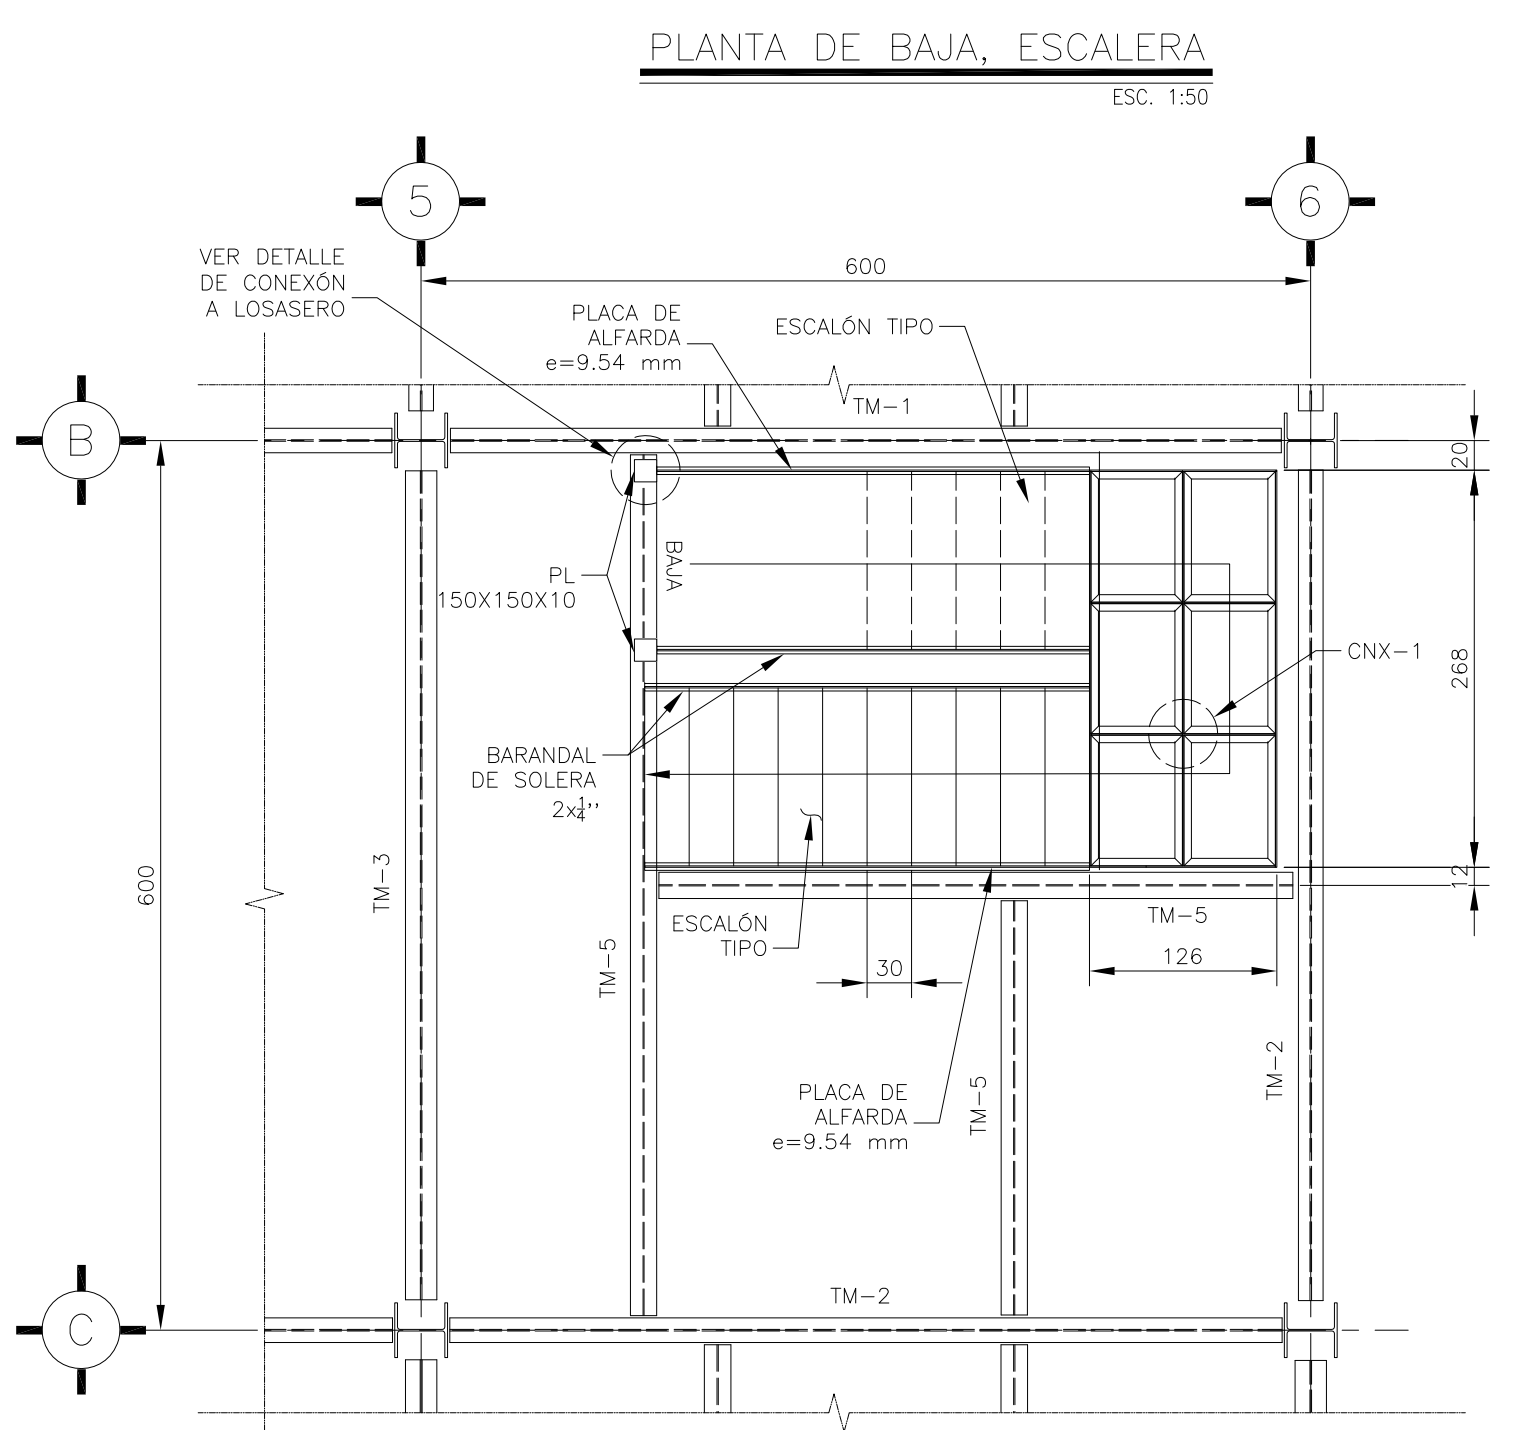 PLANTA DE BAJA, ESCALERA
ESC. 1:50
5
6
VER DETALLE
DE CONEXÓN
A LOSASERO
600
PLACA DE
ALFARDA
e=9.54 mm
ESCALÓN TIPO
TM-1
B
20
BAJA
PL
150X150X10
CNX-1
268
BARANDAL
DE SOLERA
2x1/4''
TM-3
600
12
ESCALÓN
TIPO
TM-5
TM-5
126
30
TM-2
PLACA DE
ALFARDA
e=9.54 mm
TM-5
TM-2
C